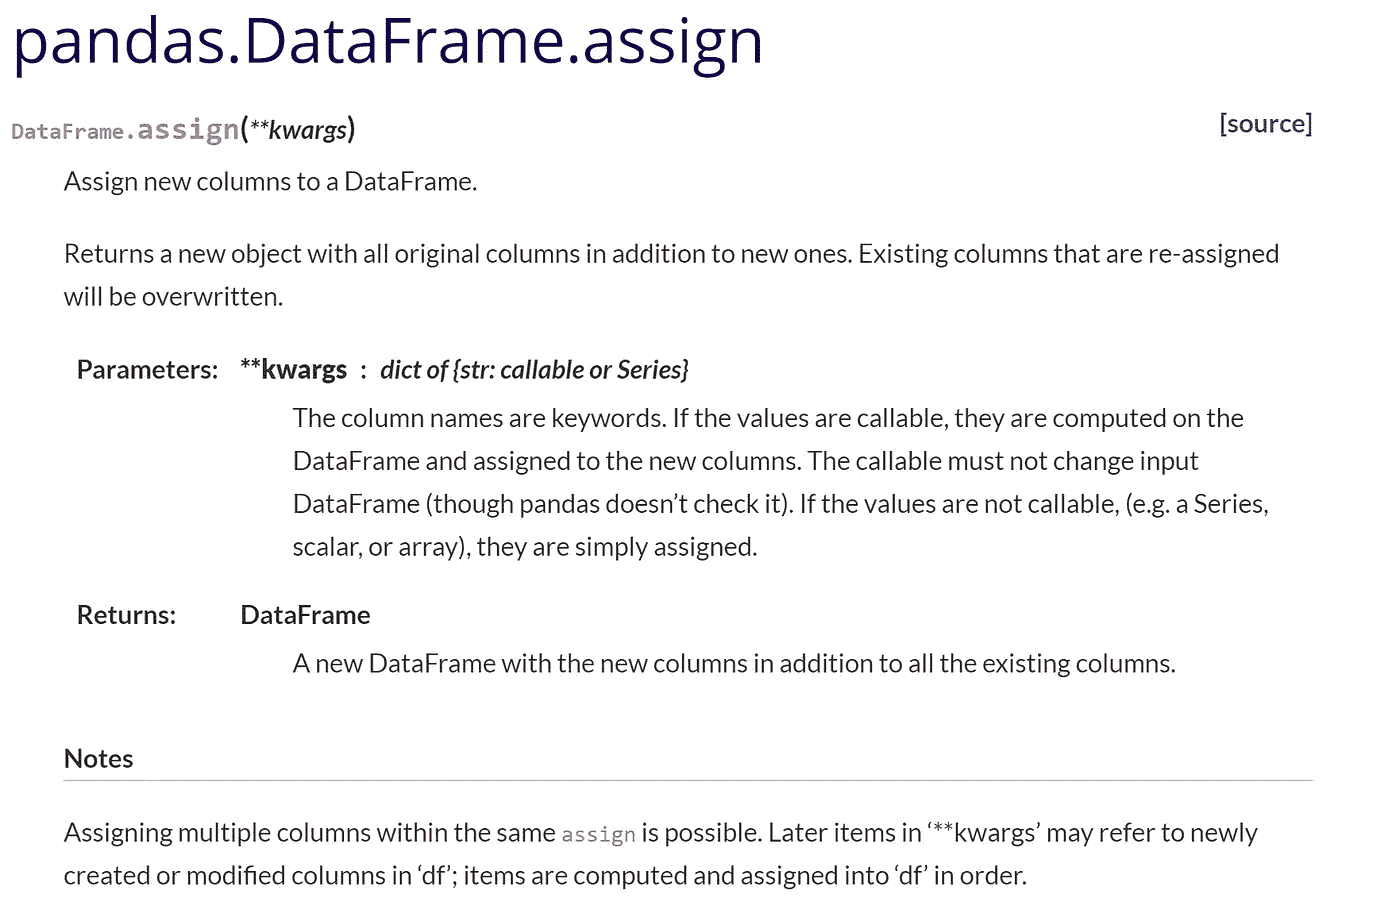 pandas.DataFrame.assign
DataFrame.assign(**kwargs) [source]
Assign new columns to a DataFrame.
Returns a new object with all original columns in addition to new ones. Existing columns that are re-assigned
will be overwritten.
Parameters: **kwargs : dict of {str: callable or Series}
The column names are keywords. If the values are callable, they are computed on the
DataFrame and assigned to the new columns. The callable must not change input
DataFrame (though pandas doesn’t check it). If the values are not callable, (e.g. a Series,
scalar, or array), they are simply assigned.
Returns: DataFrame
A new DataFrame with the new columns in addition to all the existing columns.
Notes
Assigning multiple columns within the same assign is possible. Later items in ‘**kwargs’ may refer to newly
created or modified columns in ‘df’; items are computed and assigned into ‘df’ in order.